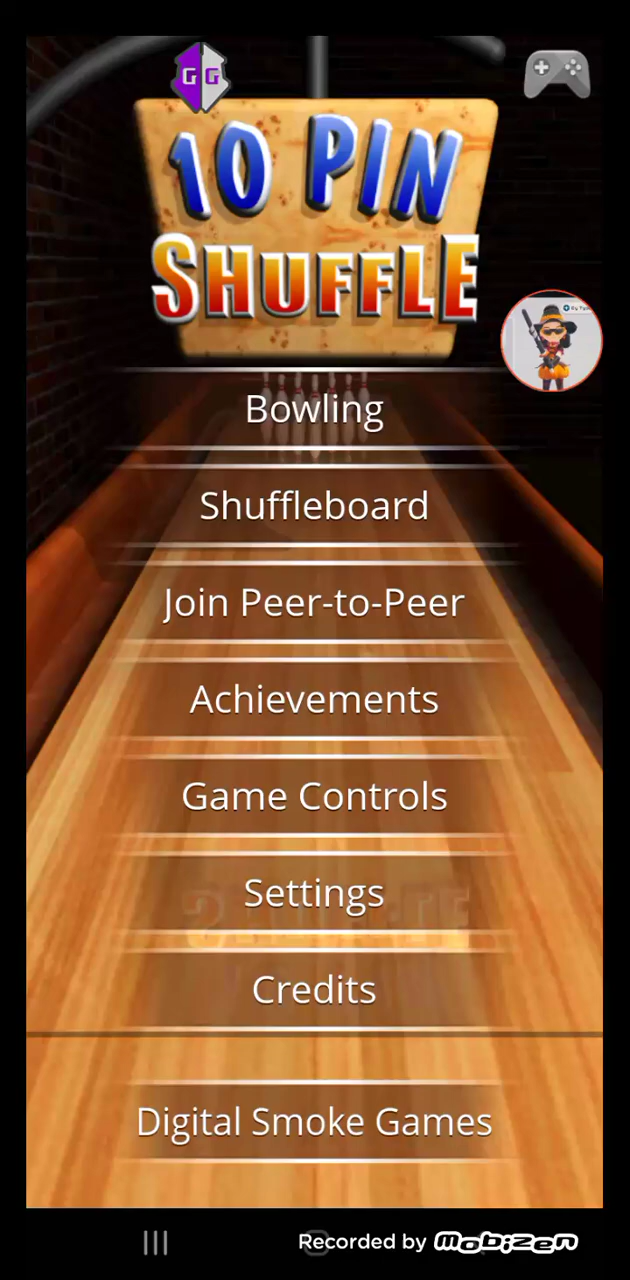 GG
10 PIN
SHUFFLE
Bowling
Shuffleboard
Join Peer-to-Peer
Achievements
Game Controls
Settings
Credits
Digital Smoke Games
Recorded by mobizen